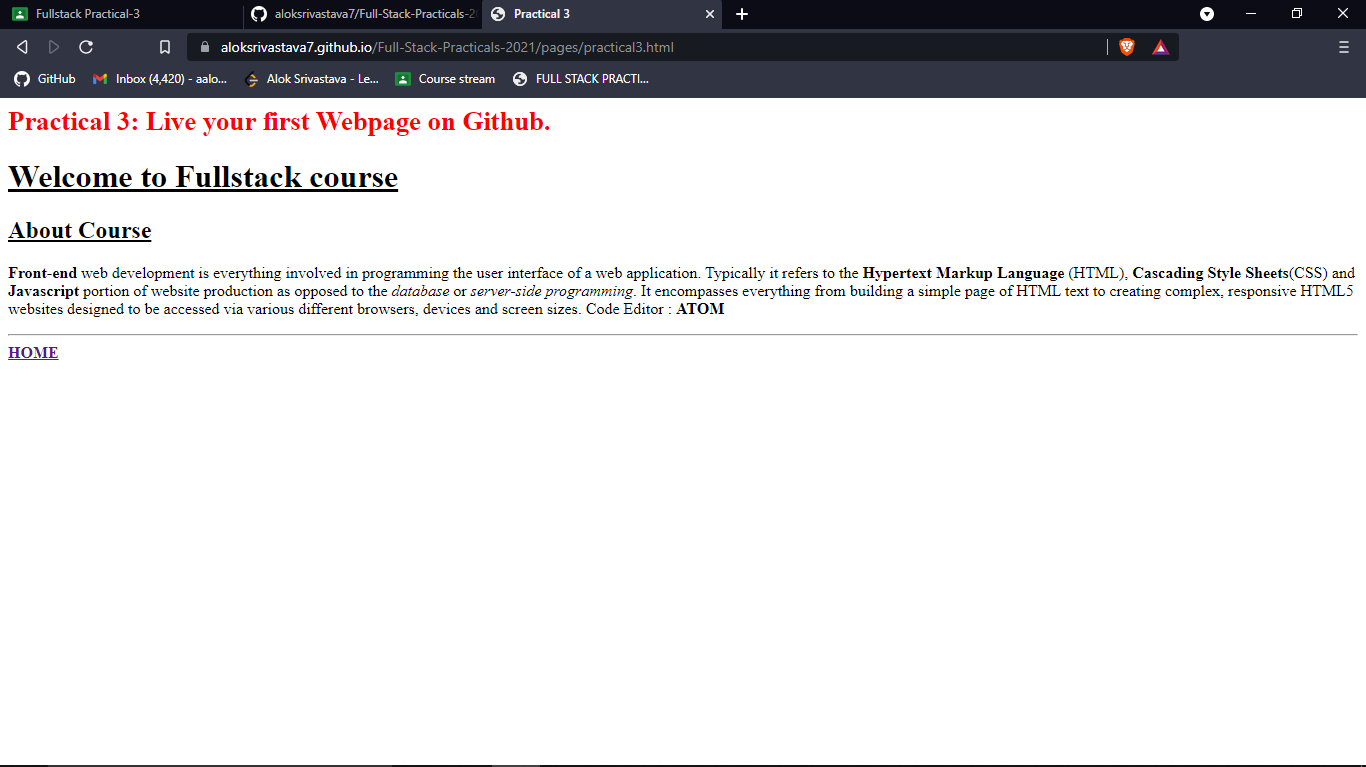 Fullstack Practical-3
aloksrivastava7/Full-Stack-Practicals-2
Practical 3
aloksrivastava7.github.io/Full-Stack-Practicals-2021/pages/practical3.html
GitHub
Inbox (4,420) - aalo...
Alok Srivastava - Le...
Course stream
FULL STACK PRACTI...
Practical 3: Live your first Webpage on Github.
Welcome to Fullstack course
About Course
Front-end web development is everything involved in programming the user interface of a web application. Typically it refers to the Hypertext Markup Language (HTML), Cascading Style Sheets(CSS) and
Javascript portion of website production as opposed to the database or server-side programming. It encompasses everything from building a simple page of HTML text to creating complex, responsive HTML5
websites designed to be accessed via various different browsers, devices and screen sizes. Code Editor : ATOM
HOME